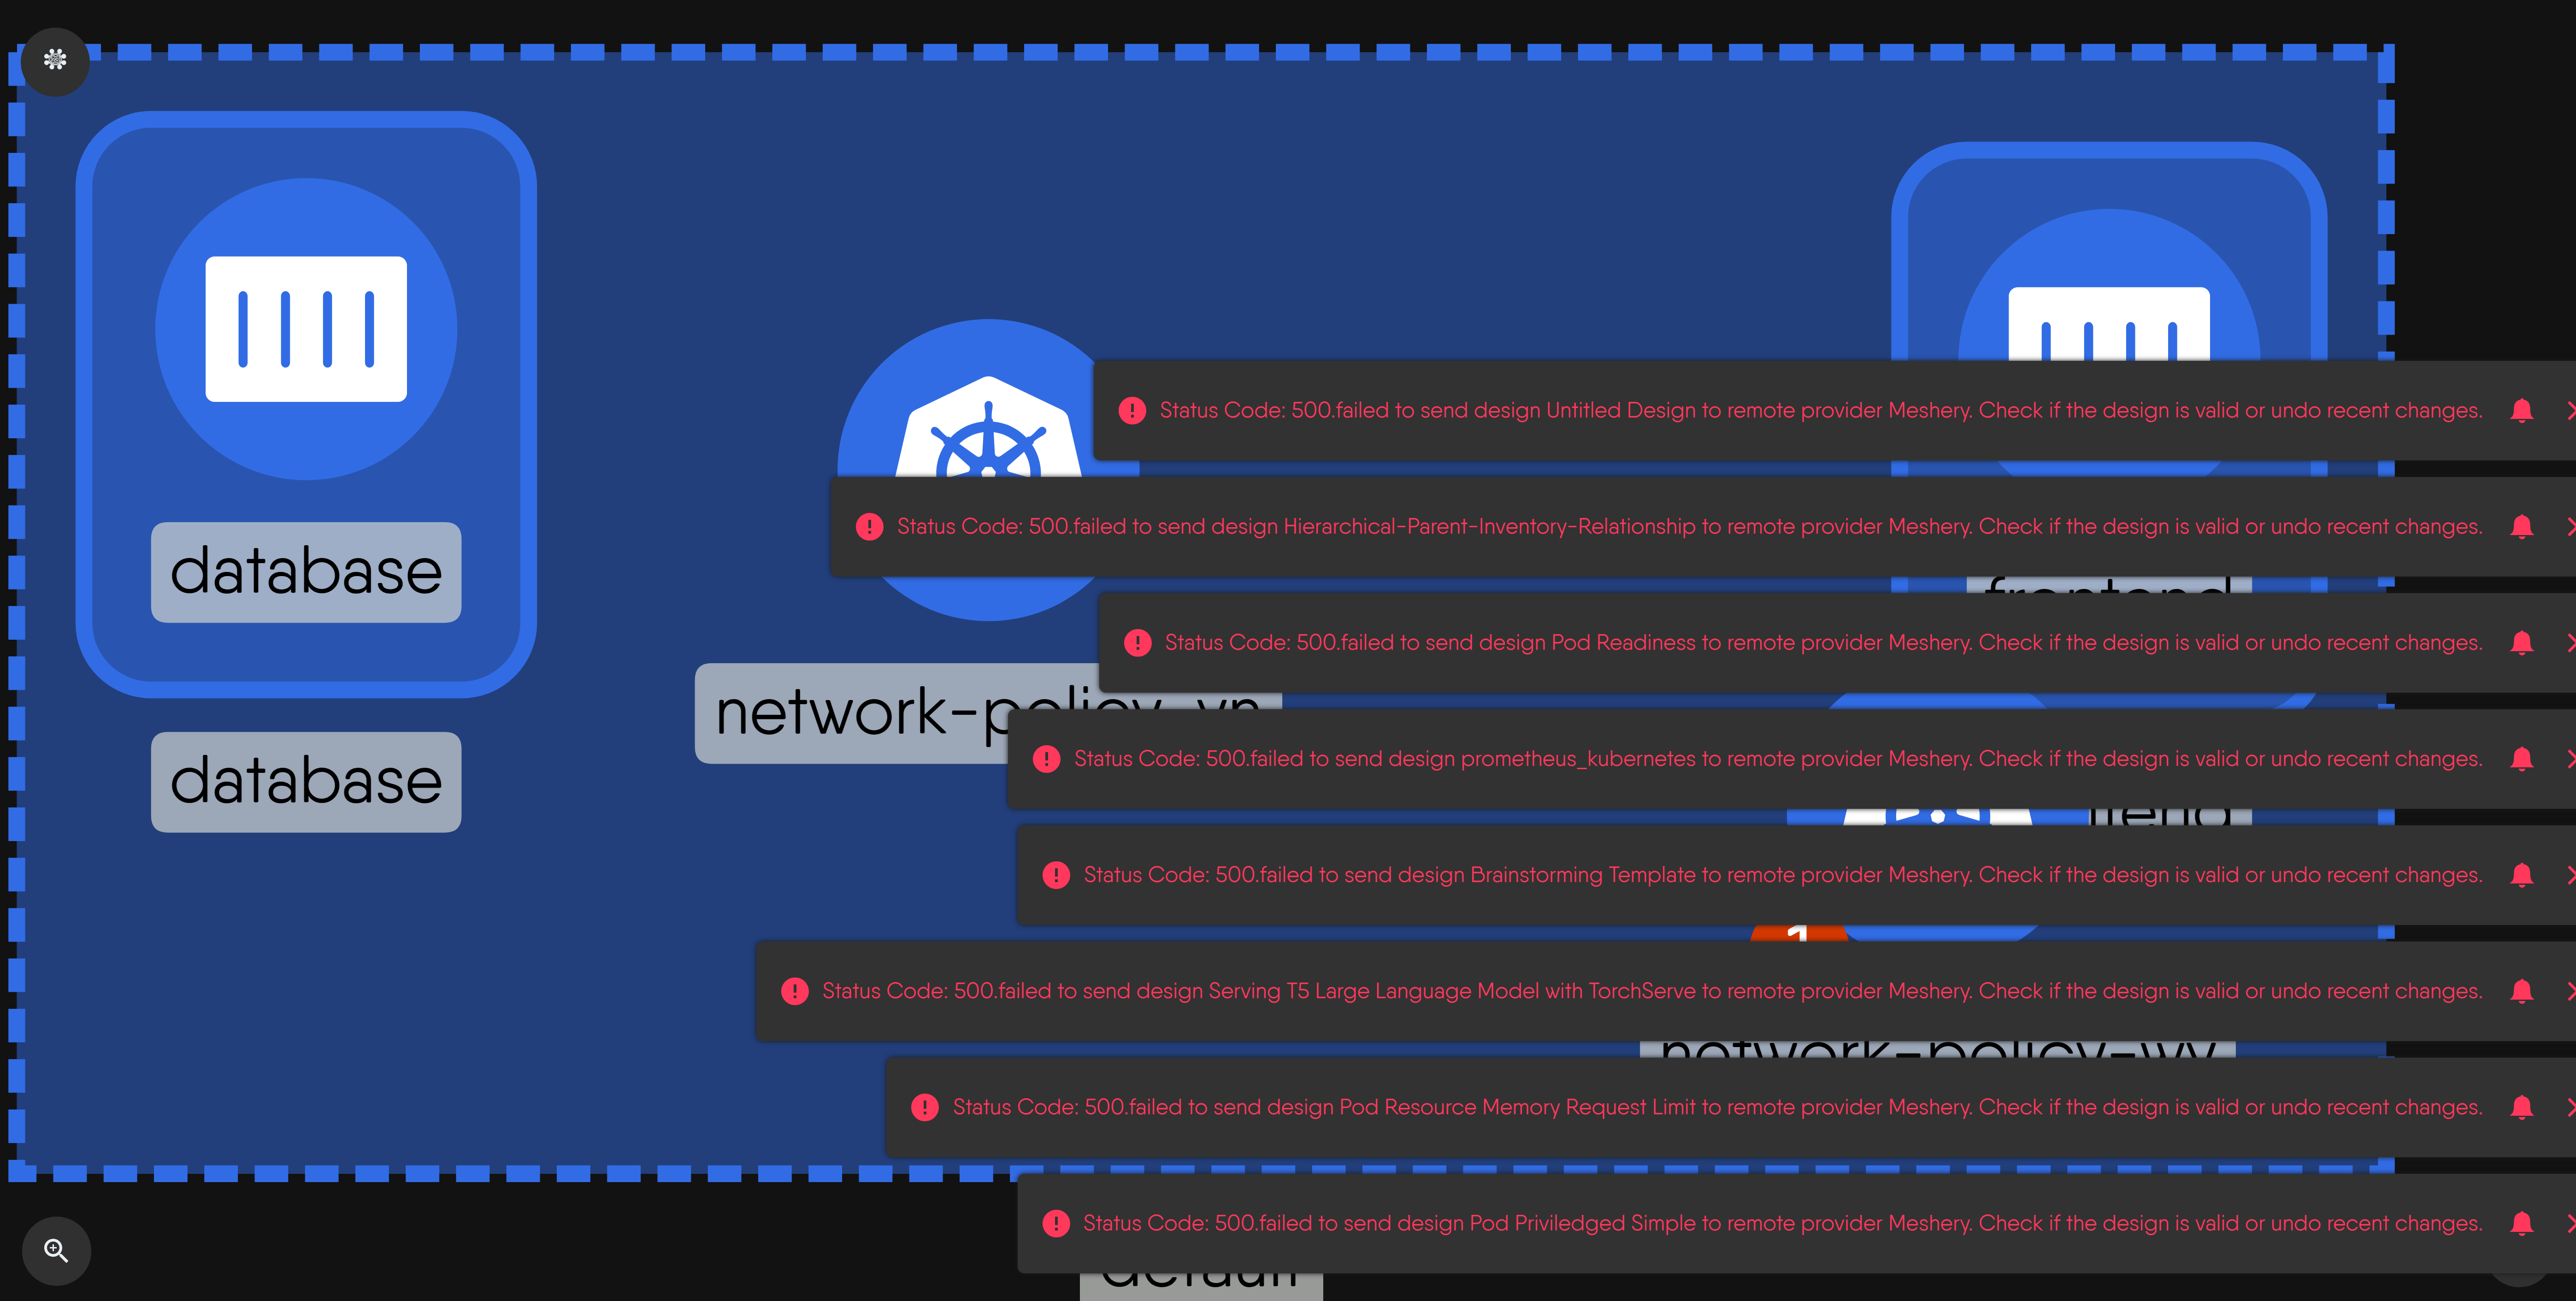 database
database
Status Code: 500.failed to send design Untitled Design to remote provider Meshery. Check if the design is valid or undo recent changes.
Status Code: 500.failed to send design Hierarchical-Parent-Inventory-Relationship to remote provider Meshery. Check if the design is valid or undo recent changes.
frontend
Status Code: 500.failed to send design Pod Readiness to remote provider Meshery. Check if the design is valid or undo recent changes.
network-policy-vn
Status Code: 500.failed to send design prometheus_kubernetes to remote provider Meshery. Check if the design is valid or undo recent changes.
Status Code: 500.failed to send design Brainstorming Template to remote provider Meshery. Check if the design is valid or undo recent changes.
1
Status Code: 500.failed to send design Serving T5 Large Language Model with TorchServe to remote provider Meshery. Check if the design is valid or undo recent changes.
network-policy-wv
Status Code: 500.failed to send design Pod Resource Memory Request Limit to remote provider Meshery. Check if the design is valid or undo recent changes.
Status Code: 500.failed to send design Pod Priviledged Simple to remote provider Meshery. Check if the design is valid or undo recent changes.
default